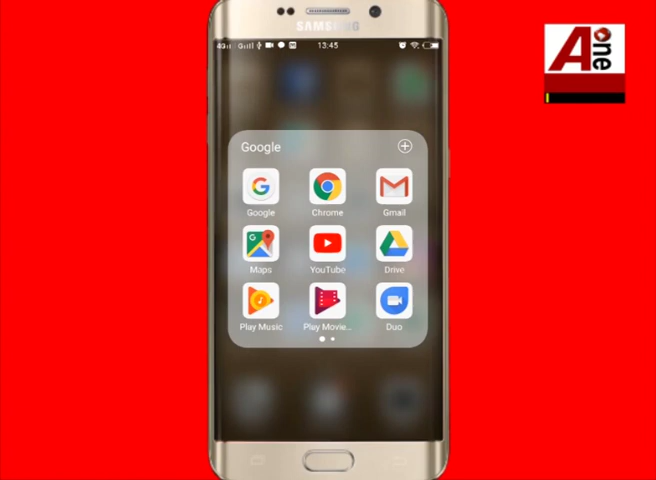 SAMSUNG
13:45
Google
Google Chrome Gmail
Maps YouTube Drive
Play Music Play Movie... Duo
A one